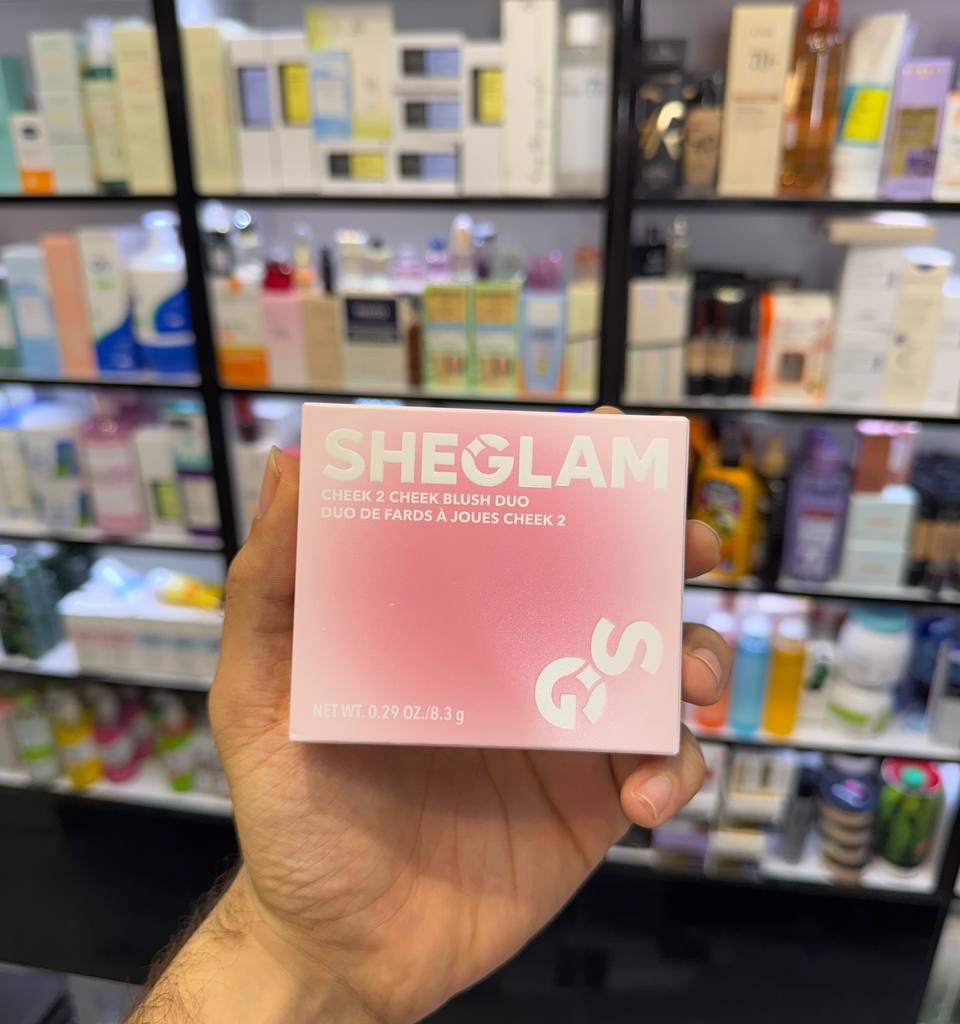 SHEGLAM
CHEEK 2 CHEEK BLUSH DUO
DUO DE FARDS À JOUES CHEEK 2
GS
NET WT. 0.29 OZ./8.3 g